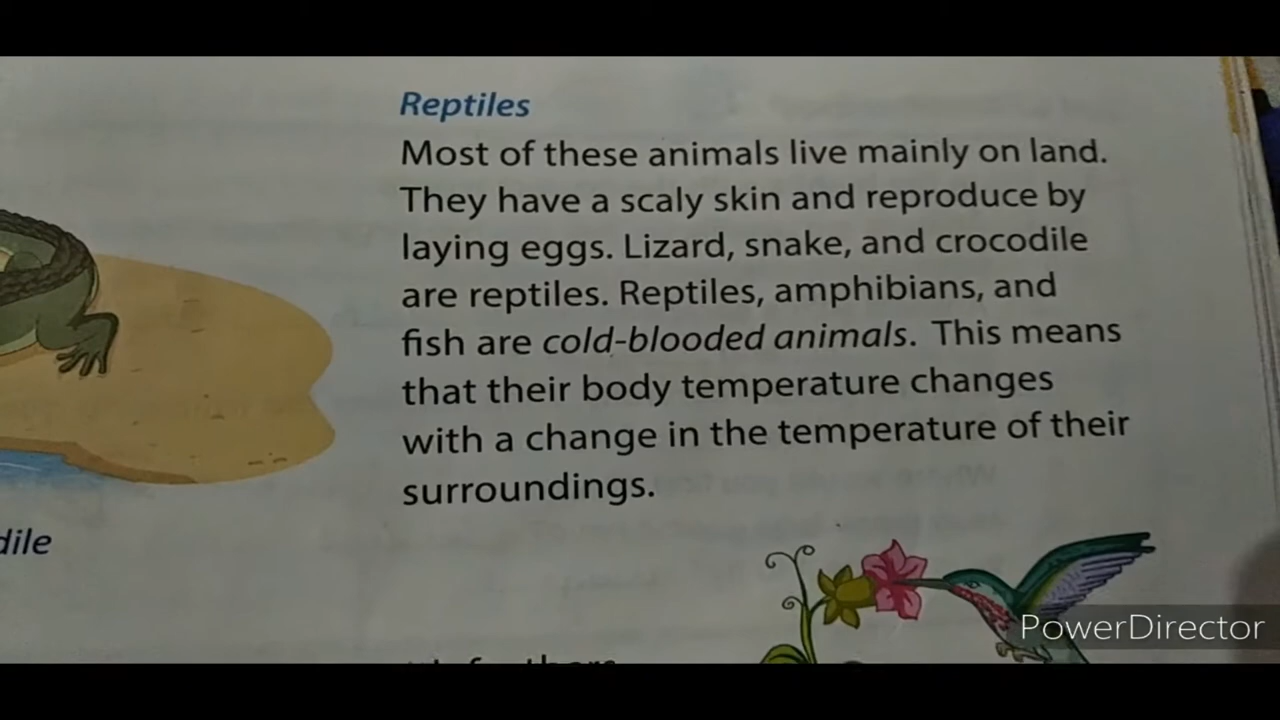 Reptiles
Most of these animals live mainly on land.
They have a scaly skin and reproduce by
laying eggs. Lizard, snake, and crocodile
are reptiles. Reptiles, amphibians, and
fish are cold-blooded animals. This means
that their body temperature changes
with a change in the temperature of their
surroundings.
dile
PowerDirector